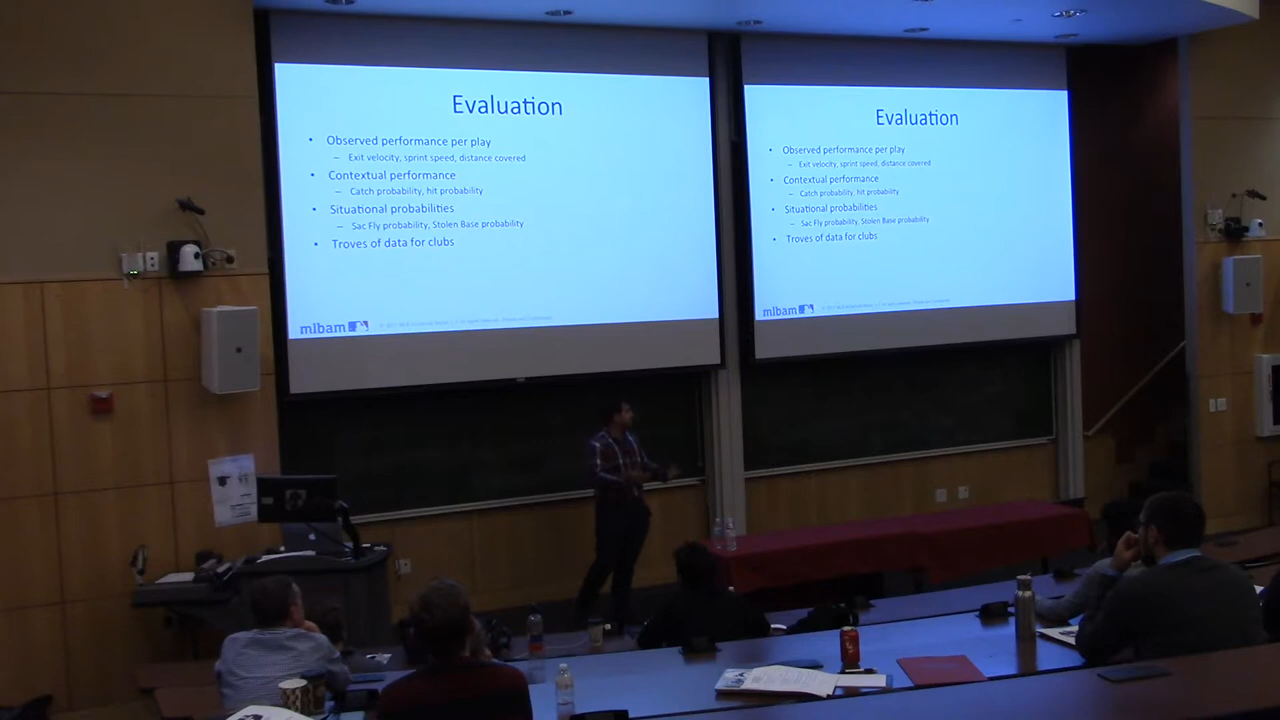 Evaluation
• Observed performance per play
– Exit velocity, sprint speed, distance covered
• Contextual performance
– Catch probability, hit probability
• Situational probabilities
– Sac Fly probability, Stolen Base probability
• Troves of data for clubs
mlbam
Evaluation
• Observed performance per play
– Exit velocity, sprint speed, distance covered
• Contextual performance
– Catch probability, hit probability
• Situational probabilities
– Sac Fly probability, Stolen Base probability
• Troves of data for clubs
mlbam